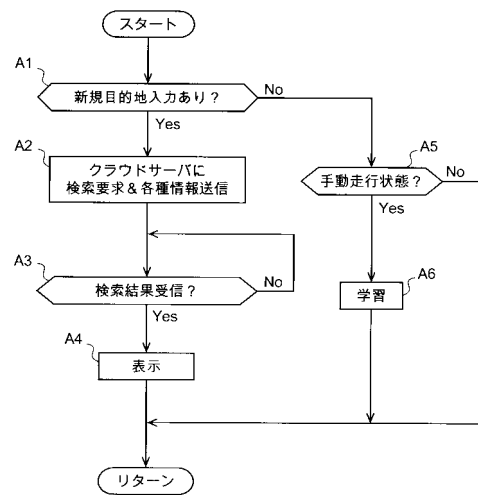 スタート
A1
新規目的地入力あり？
No
Yes
A2
クラウドサーバに
検索要求＆各種情報送信
A5
手動走行状態？
No
Yes
A3
検索結果受信？
No
Yes
A6
学習
A4
表示
リターン